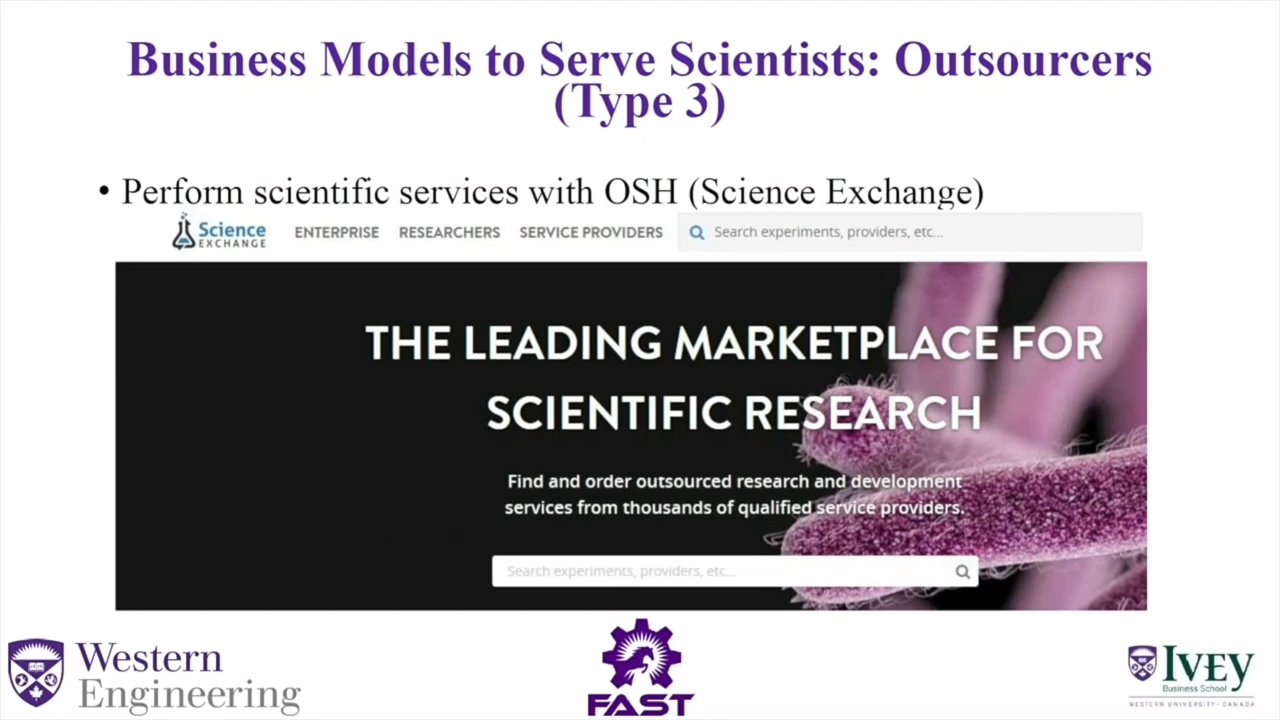 Business Models to Serve Scientists: Outsourcers
(Type 3)
• Perform scientific services with OSH (Science Exchange)
Science
EXCHANGE
ENTERPRISE RESEARCHERS SERVICE PROVIDERS
Search experiments, providers, etc...
THE LEADING MARKETPLACE FOR
SCIENTIFIC RESEARCH
Find and order outsourced research and development
services from thousands of qualified service providers.
Search experiments, providers, etc...
Western
Engineering
FAST
IVEY
Business School
WESTERN UNIVERSITY · CANADA